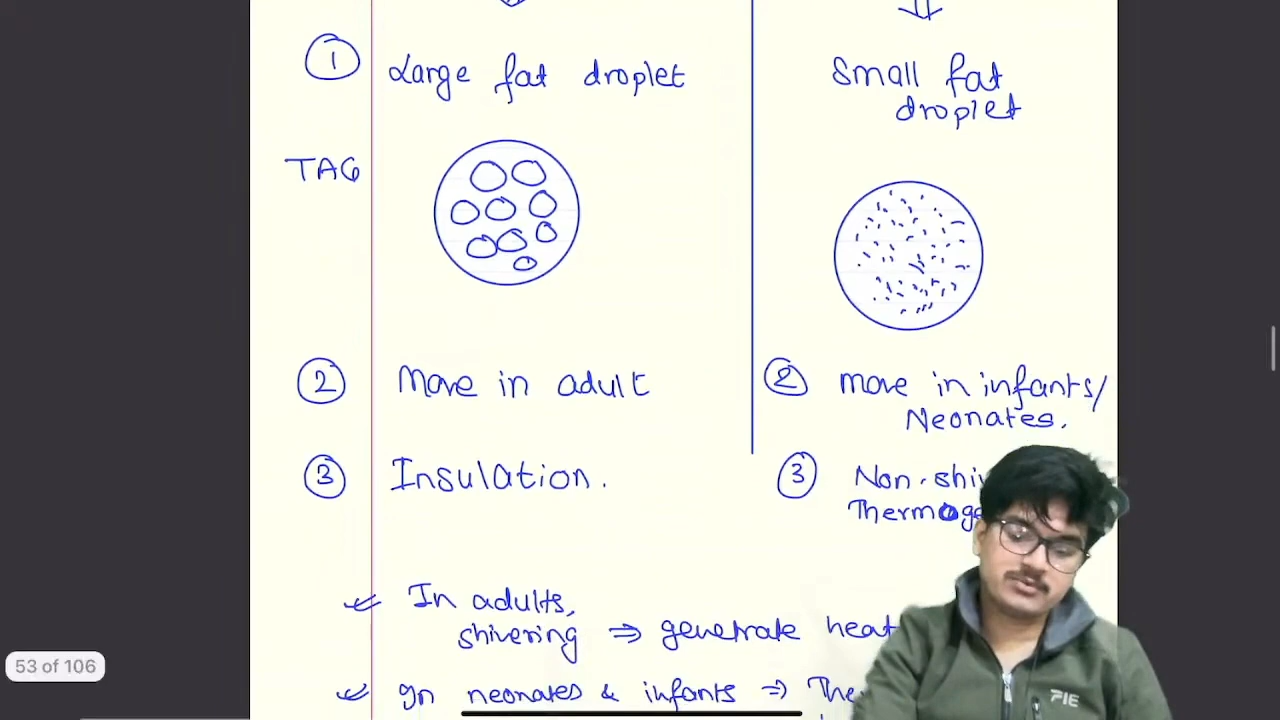 ① Large fat droplet
Small fat
droplet
TAG
② More in adult
② more in infants/
Neonates.
③ Insulation.
③ Non-shi
Thermoge
In adults,
shivering ⇒ generate heat
In neonates & infants ⇒ The
53 of 106
PIE